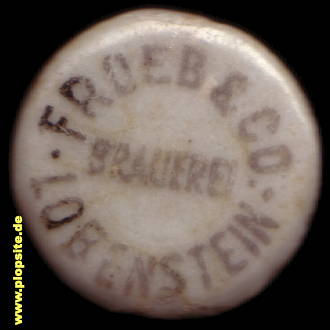 FROEB & CO.
BRAUEREI
LOBENSTEIN
www.plopsite.de